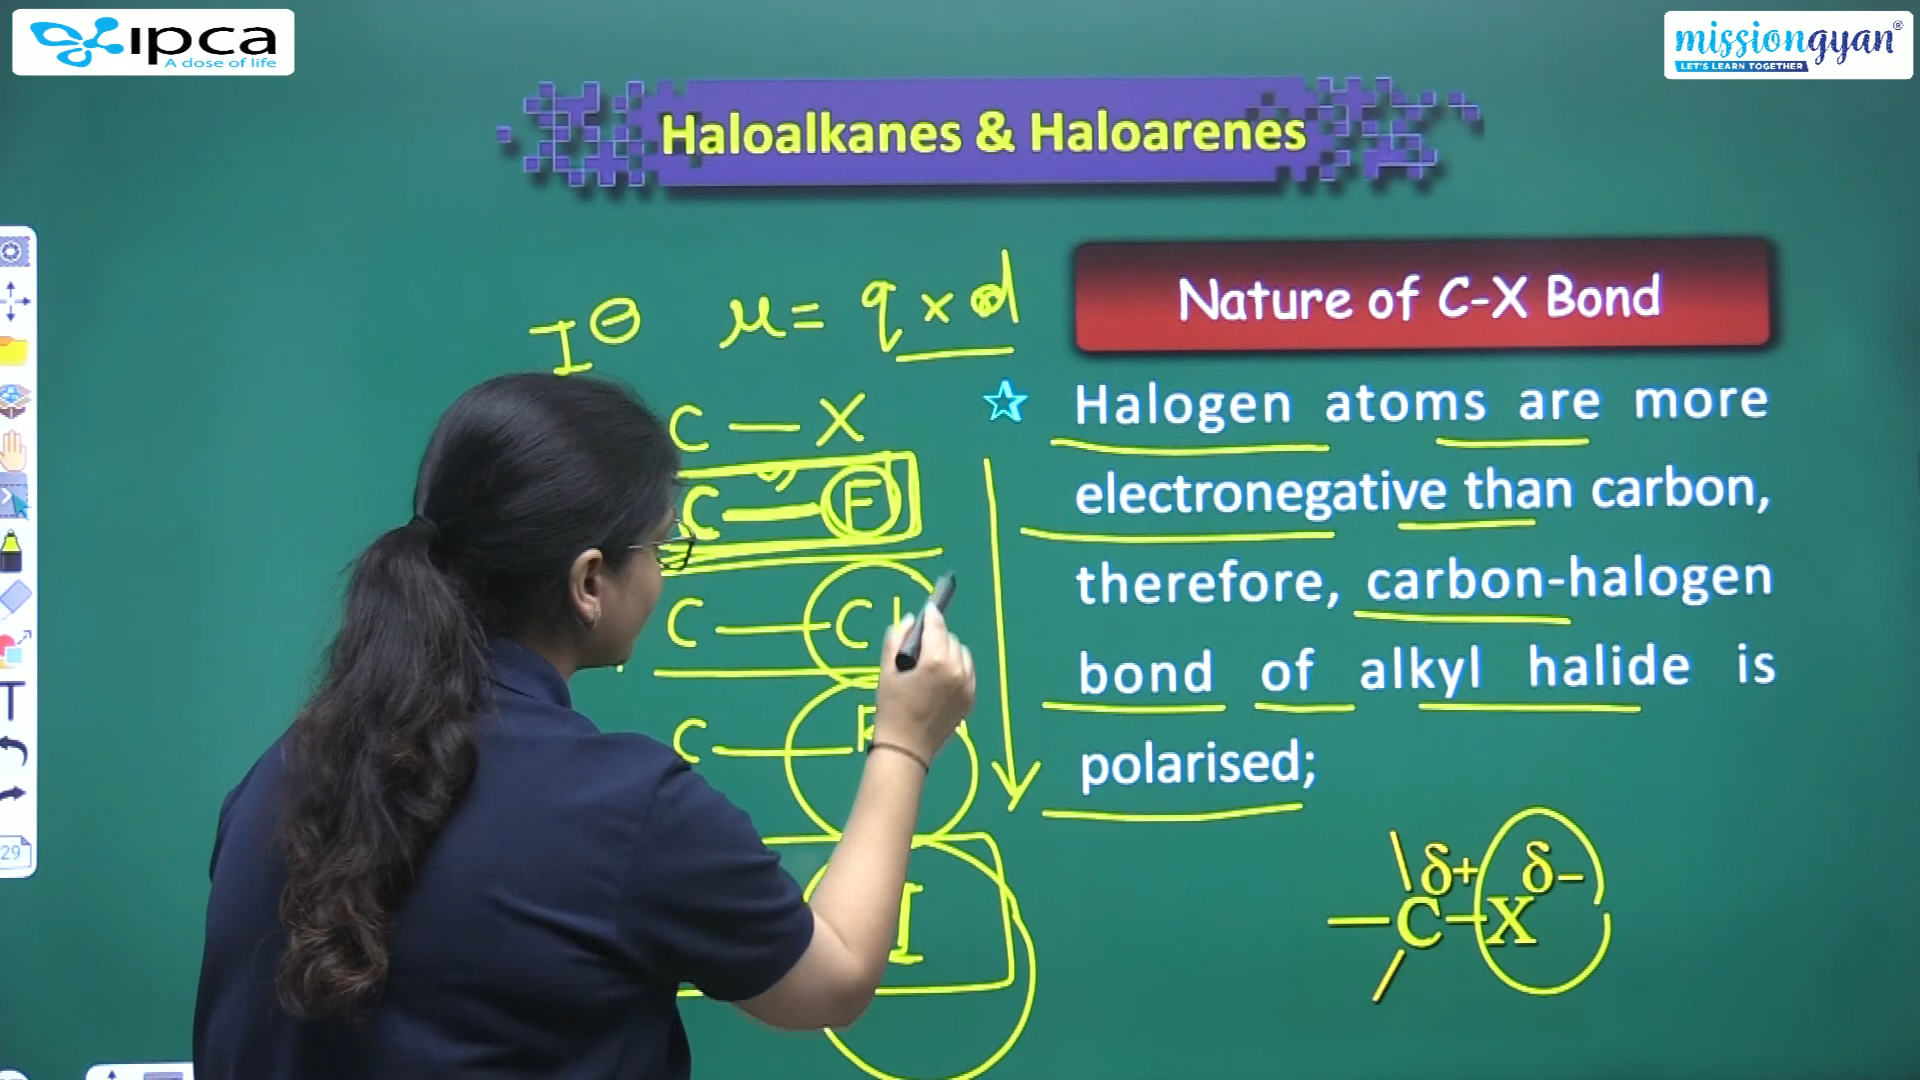 ipca
A dose of life
missiongyan®
LET'S LEARN TOGETHER
Haloalkanes & Haloarenes
I⊖ μ = q × d
Nature of C-X Bond
C — X
C — F
C — Cl
C —
I
☆ Halogen atoms are more
electronegative than carbon,
therefore, carbon-halogen
bond of alkyl halide is
polarised;
δ+ δ−
—C—X
T
29